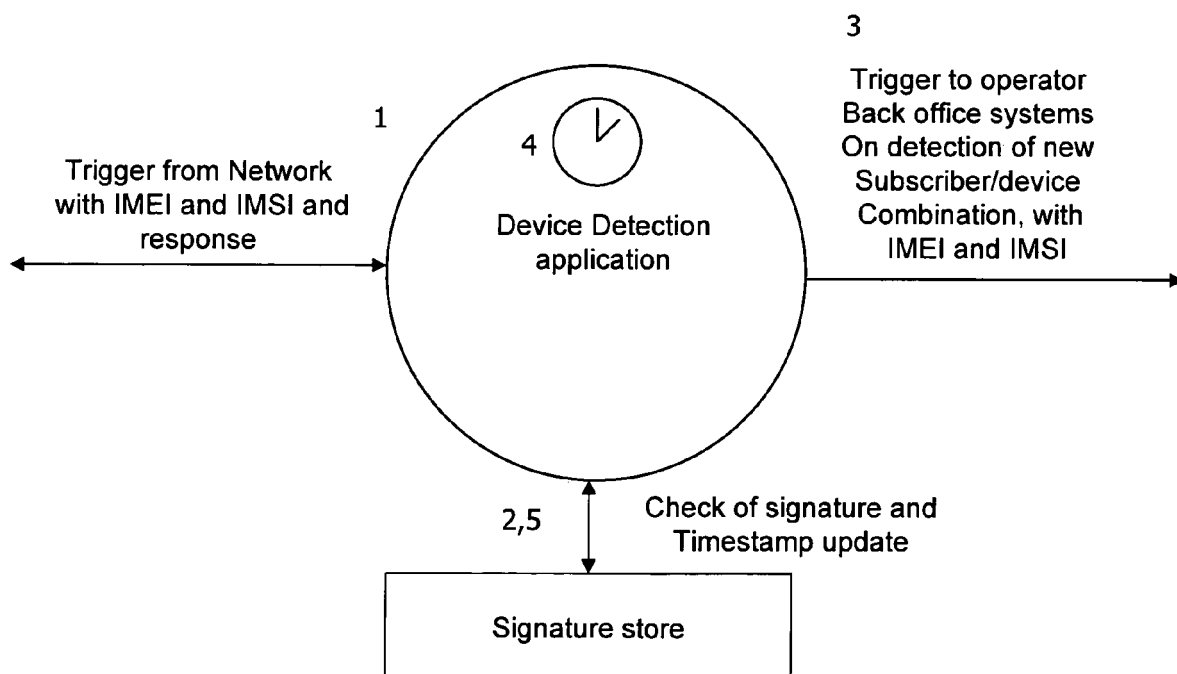 3
Trigger to operator
Back office systems
On detection of new
Subscriber/device
Combination, with
IMEI and IMSI
1
Trigger from Network
with IMEI and IMSI and
response
4
Device Detection
application
2,5
Check of signature and
Timestamp update
Signature store